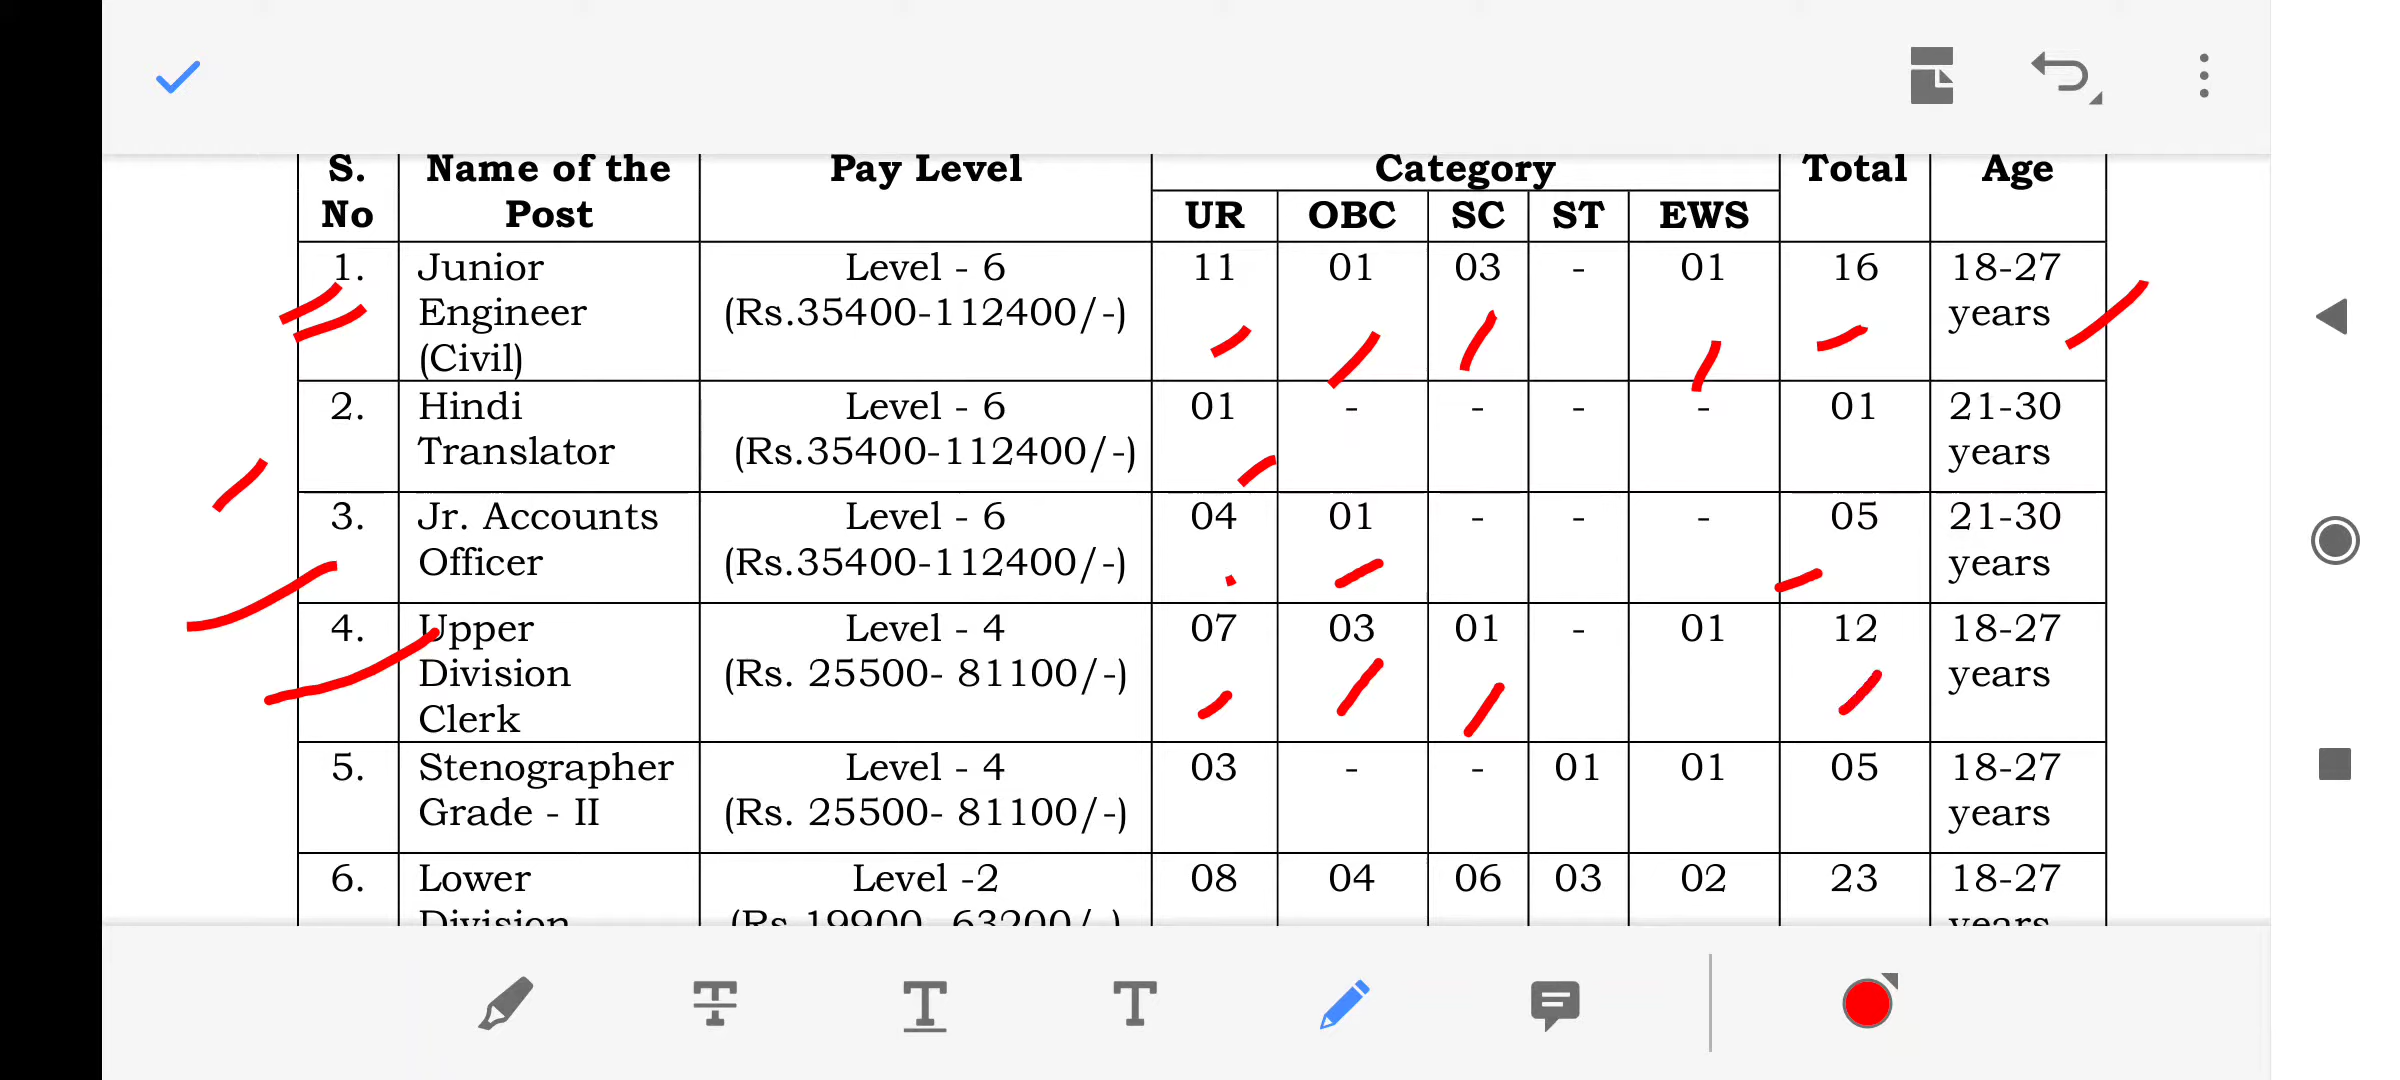 S. No | Name of the Post | Pay Level | Category | Total | Age
UR | OBC | SC | ST | EWS
1. | Junior Engineer (Civil) | Level - 6 (Rs.35400-112400/-) | 11 | 01 | 03 | - | 01 | 16 | 18-27 years
2. | Hindi Translator | Level - 6 (Rs.35400-112400/-) | 01 | - | - | - | - | 01 | 21-30 years
3. | Jr. Accounts Officer | Level - 6 (Rs.35400-112400/-) | 04 | 01 | - | - | - | 05 | 21-30 years
4. | Upper Division Clerk | Level - 4 (Rs. 25500- 81100/-) | 07 | 03 | 01 | - | 01 | 12 | 18-27 years
5. | Stenographer Grade - II | Level - 4 (Rs. 25500- 81100/-) | 03 | - | - | 01 | 01 | 05 | 18-27 years
6. | Lower Division | Level -2 (Rs.19900- 63200/-) | 08 | 04 | 06 | 03 | 02 | 23 | 18-27 years